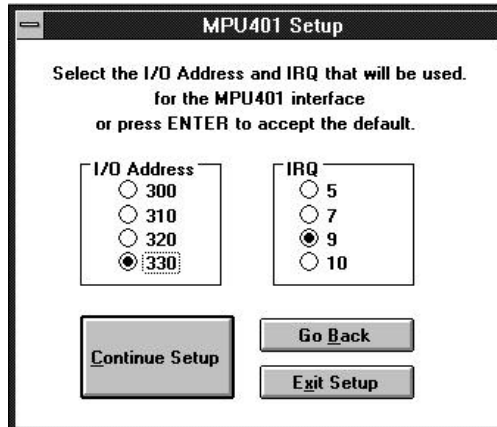 MPU401 Setup
Select the I/O Address and IRQ that will be used.
for the MPU401 interface
or press ENTER to accept the default.
I/O Address
300
310
320
330
IRQ
5
7
9
10
Continue Setup
Go Back
Exit Setup